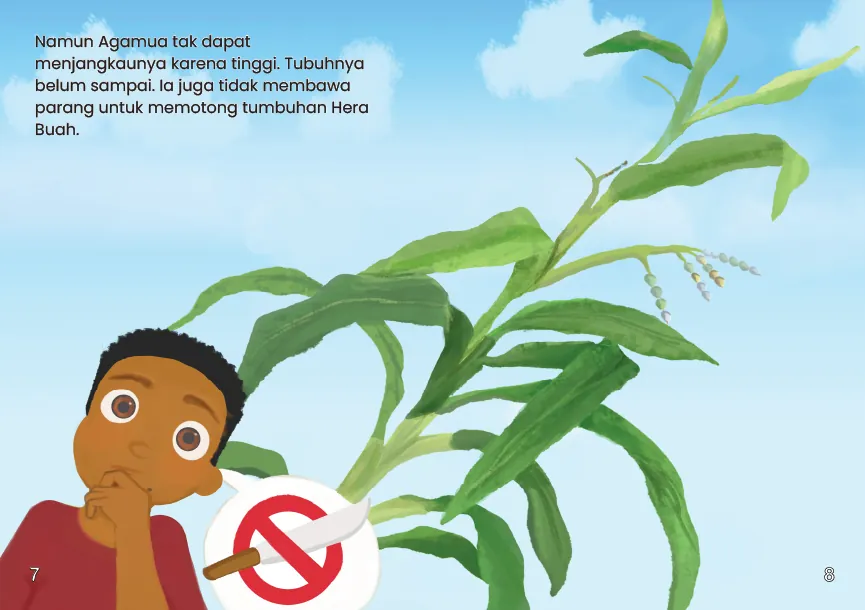 Namun Agamua tak dapat
menjangkaunya karena tinggi. Tubuhnya
belum sampai. Ia juga tidak membawa
parang untuk memotong tumbuhan Hera
Buah.
7
8